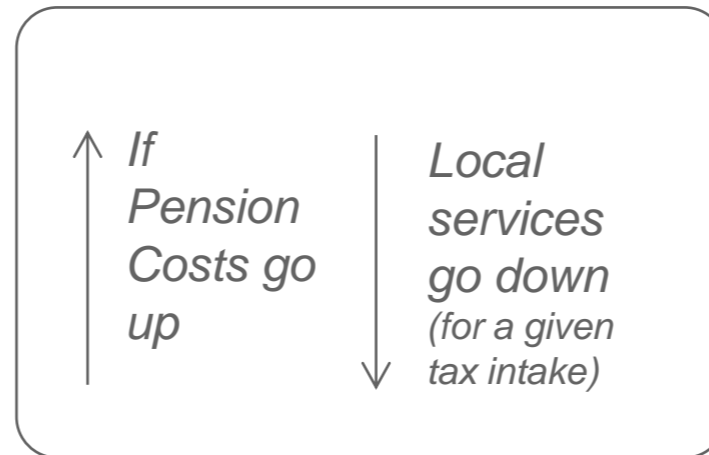 If
Pension
Costs go
up
Local
services
go down
(for a given
tax intake)